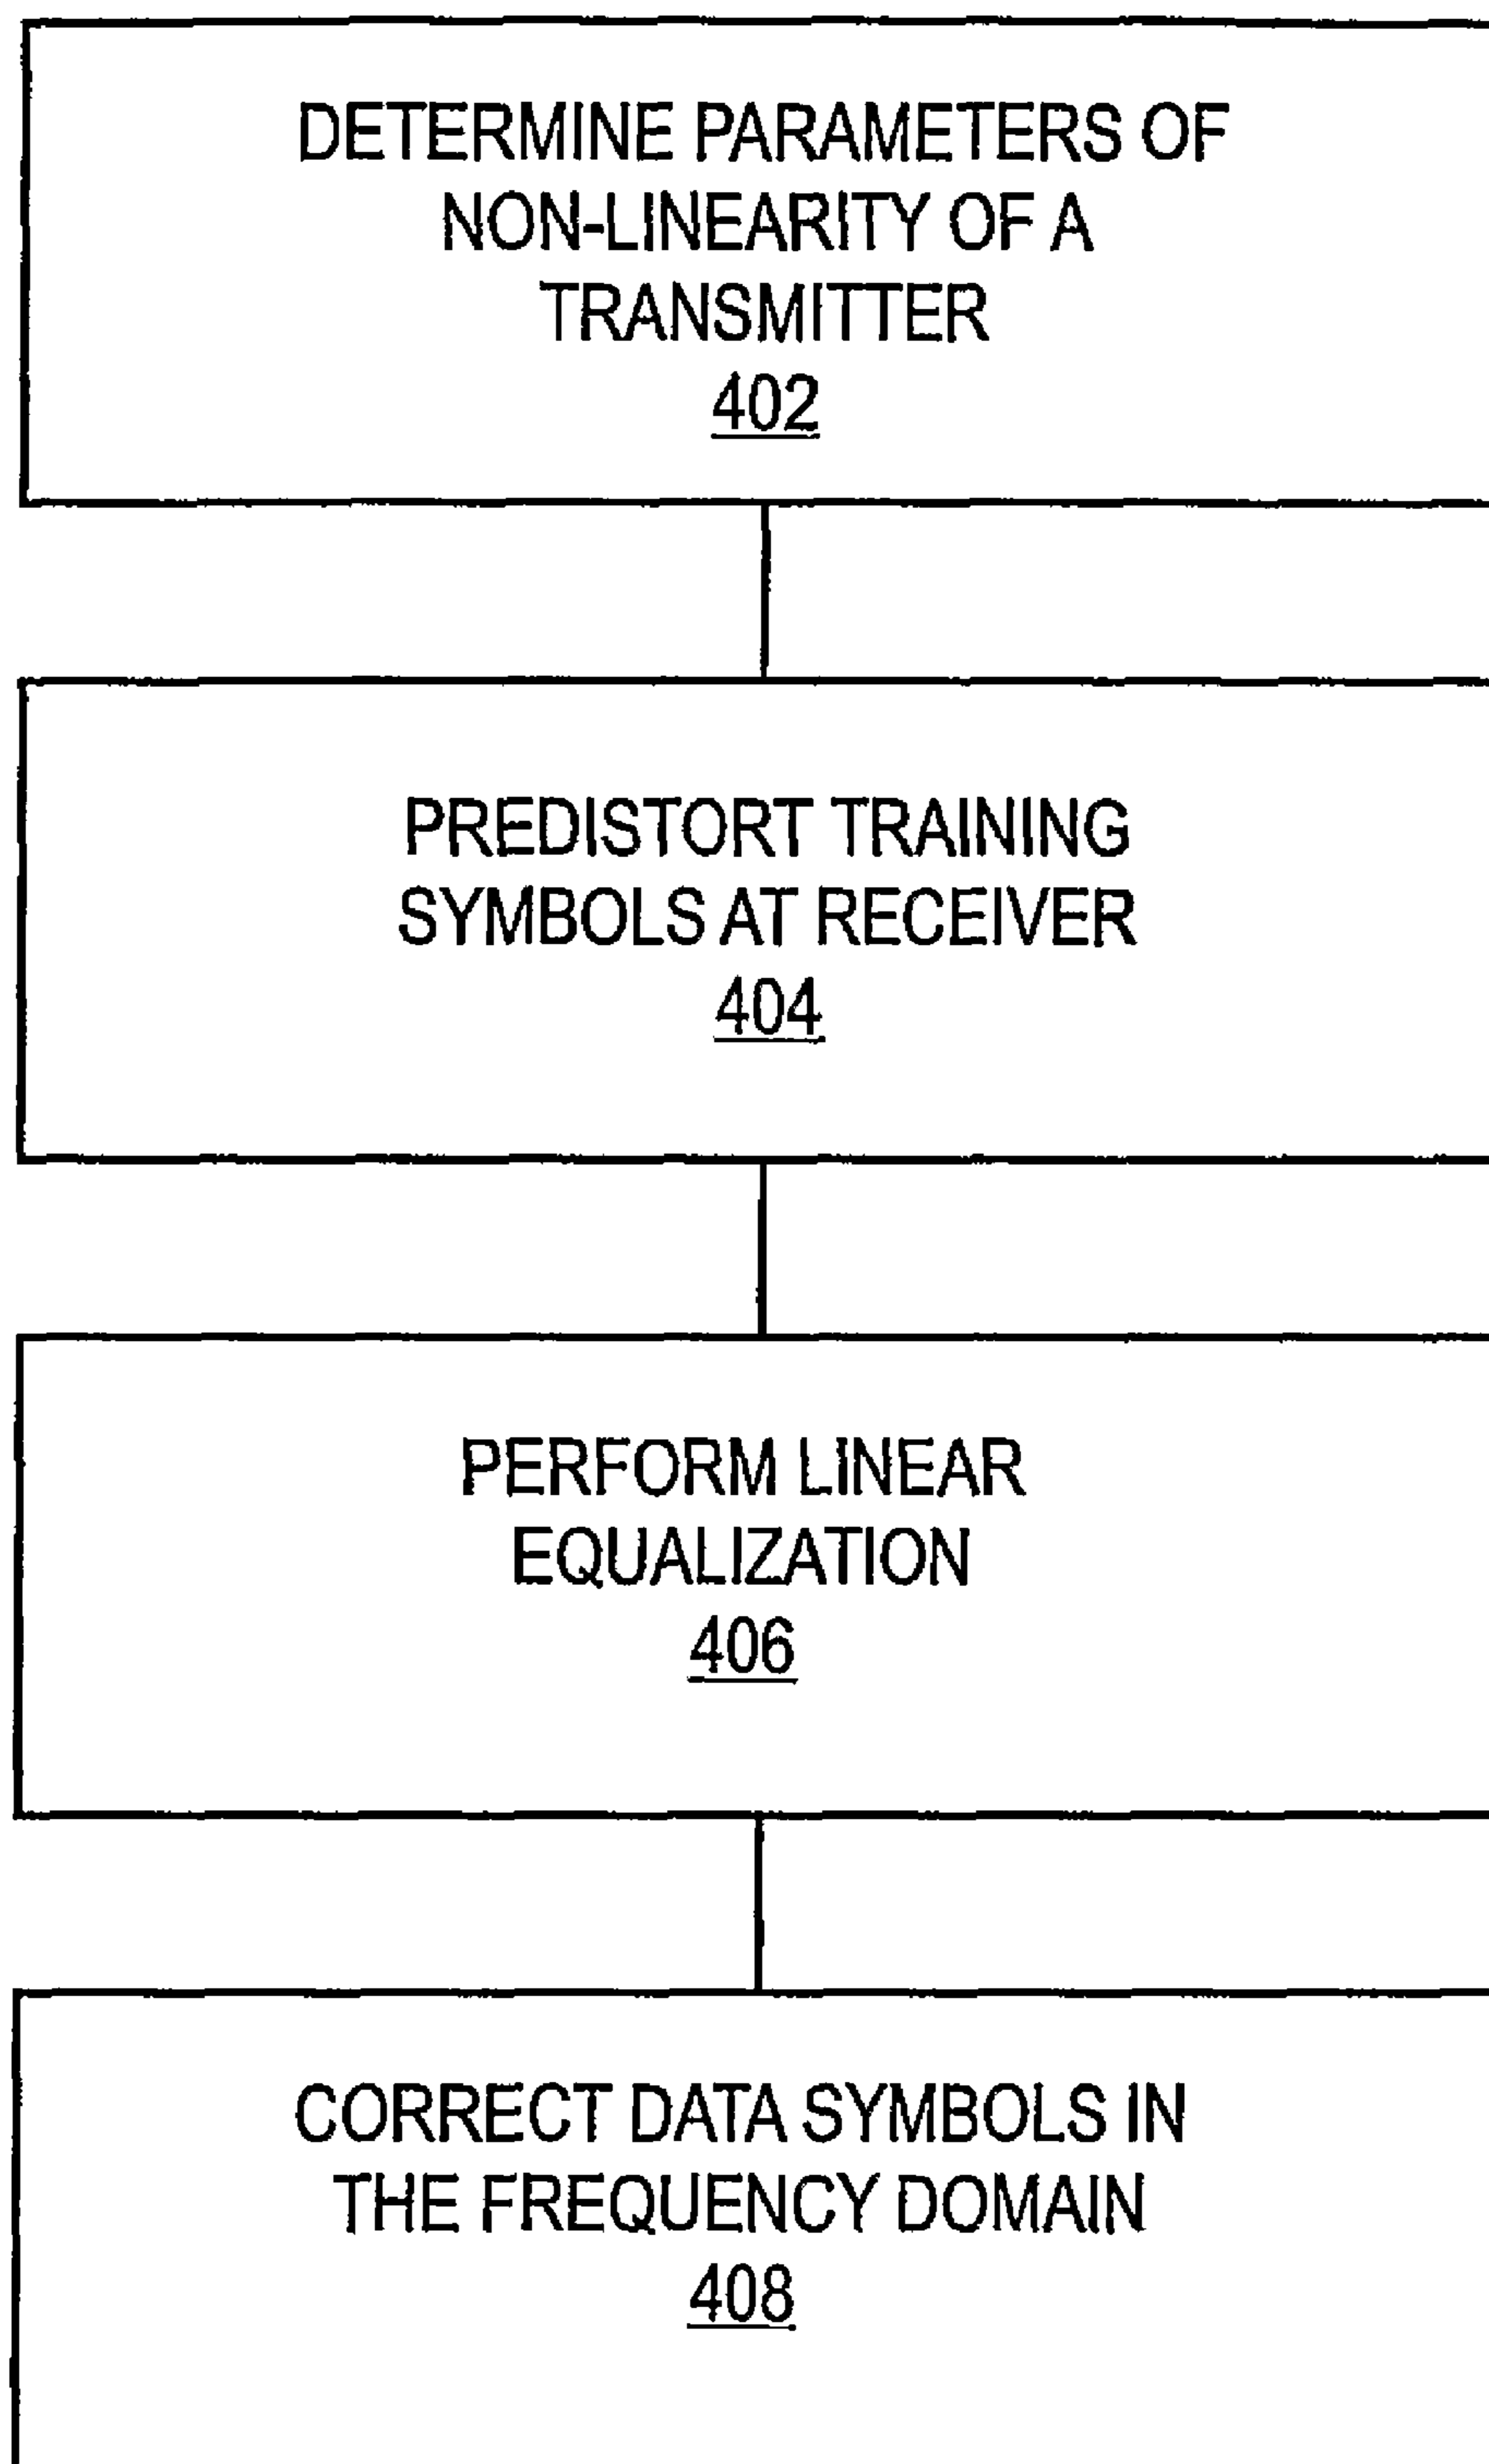 DETERMINE PARAMETERS OF
NON-LINEARITY OF A
TRANSMITTER
402
PREDISTORT TRAINING
SYMBOLS AT RECEIVER
404
PERFORM LINEAR
EQUALIZATION
406
CORRECT DATA SYMBOLS IN
THE FREQUENCY DOMAIN
408